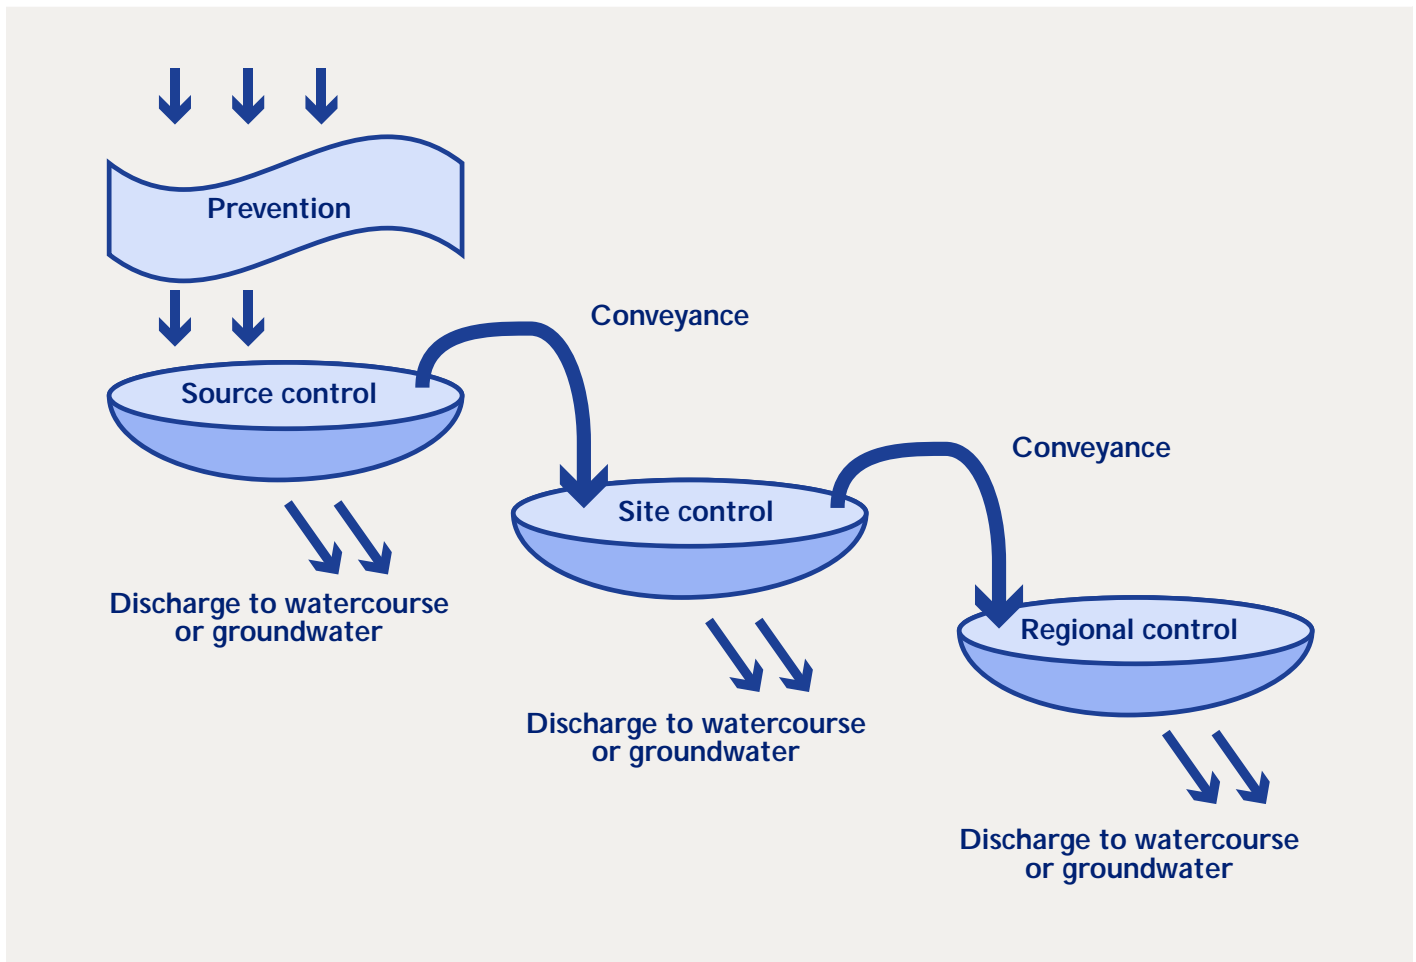 Prevention
Conveyance
Source control
Conveyance
Site control
Discharge to watercourse
or groundwater
Regional control
Discharge to watercourse
or groundwater
Discharge to watercourse
or groundwater